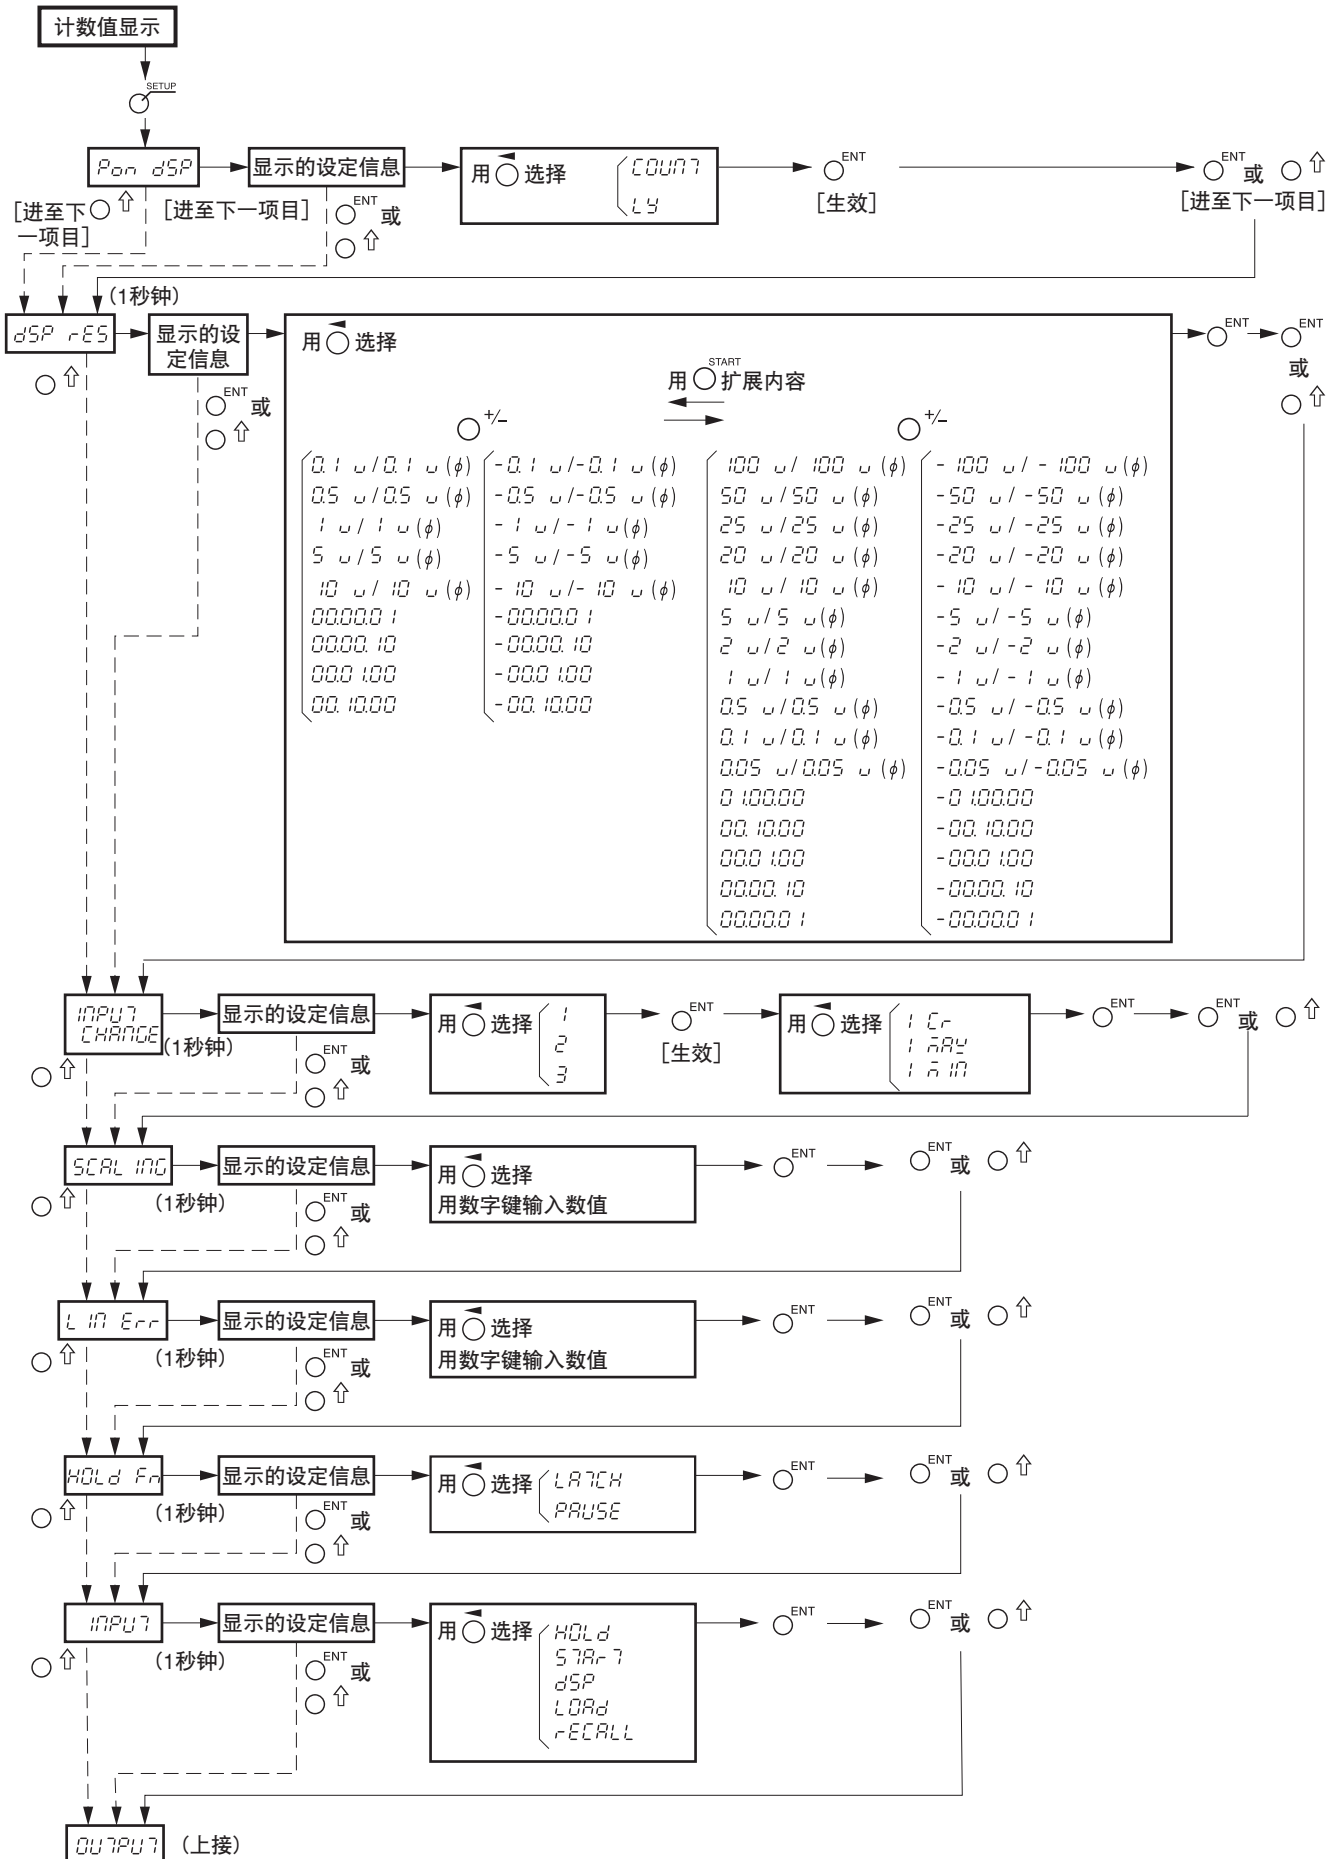 计数值显示
SETUP
Pon dSP
显示的设定信息
用 选择
COUNT
LY
ENT
[生效]
ENT
或
[进至下一项目]
[进至下
一项目]
[进至下一项目]
ENT
或
(1秒钟)
dSP rES
显示的设
定信息
ENT
或
用 选择
START
用 扩展内容
+/-
+/-
0.1 u/0.1 u (φ)
0.5 u/0.5 u (φ)
1 u/1 u (φ)
5 u/5 u (φ)
10 u/10 u (φ)
00.00.01
00.00.10
00.01.00
00.10.00
-0.1 u/-0.1 u (φ)
-0.5 u/-0.5 u (φ)
-1 u/-1 u (φ)
-5 u/-5 u (φ)
-10 u/-10 u (φ)
-00.00.01
-00.00.10
-00.01.00
-00.10.00
100 u/100 u (φ)
50 u/50 u (φ)
25 u/25 u (φ)
20 u/20 u (φ)
10 u/10 u (φ)
5 u/5 u (φ)
2 u/2 u (φ)
1 u/1 u (φ)
0.5 u/0.5 u (φ)
0.1 u/0.1 u (φ)
0.05 u/0.05 u (φ)
01.00.00
00.10.00
00.01.00
00.00.10
00.00.01
-100 u/-100 u (φ)
-50 u/-50 u (φ)
-25 u/-25 u (φ)
-20 u/-20 u (φ)
-10 u/-10 u (φ)
-5 u/-5 u (φ)
-2 u/-2 u (φ)
-1 u/-1 u (φ)
-0.5 u/-0.5 u (φ)
-0.1 u/-0.1 u (φ)
-0.05 u/-0.05 u (φ)
-01.00.00
-00.10.00
-00.01.00
-00.00.10
-00.00.01
ENT
ENT
或
INPUT
CHANGE
(1秒钟)
显示的设定信息
ENT
或
用 选择
1
2
3
ENT
[生效]
用 选择
1 Cr
1 MAX
1 MIN
ENT
ENT
或
SCALING
(1秒钟)
显示的设定信息
ENT
或
用 选择
用数字键输入数值
ENT
ENT
或
LIN Err
(1秒钟)
显示的设定信息
ENT
或
用 选择
用数字键输入数值
ENT
ENT
或
HOLd Fn
(1秒钟)
显示的设定信息
ENT
或
用 选择
LATCH
PAUSE
ENT
ENT
或
INPUT
(1秒钟)
显示的设定信息
ENT
或
用 选择
HOLd
STArT
dSP
LOAd
rECALL
ENT
ENT
或
OUTPUT
(上接)